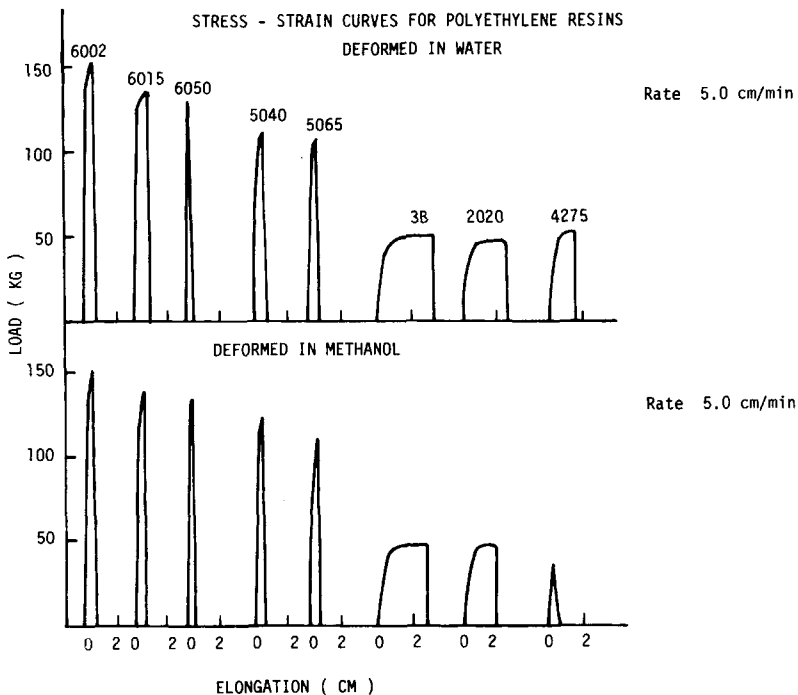 STRESS - STRAIN CURVES FOR POLYETHYLENE RESINS
DEFORMED IN WATER
6002
6015
6050
5040
5065
3B
2020
4275
Rate 5.0 cm/min
150
100
50
LOAD ( KG )
DEFORMED IN METHANOL
Rate 5.0 cm/min
150
100
50
0 2 0 2 0 2 0 2 0 2 0 2 0 2 0 2
ELONGATION ( CM )